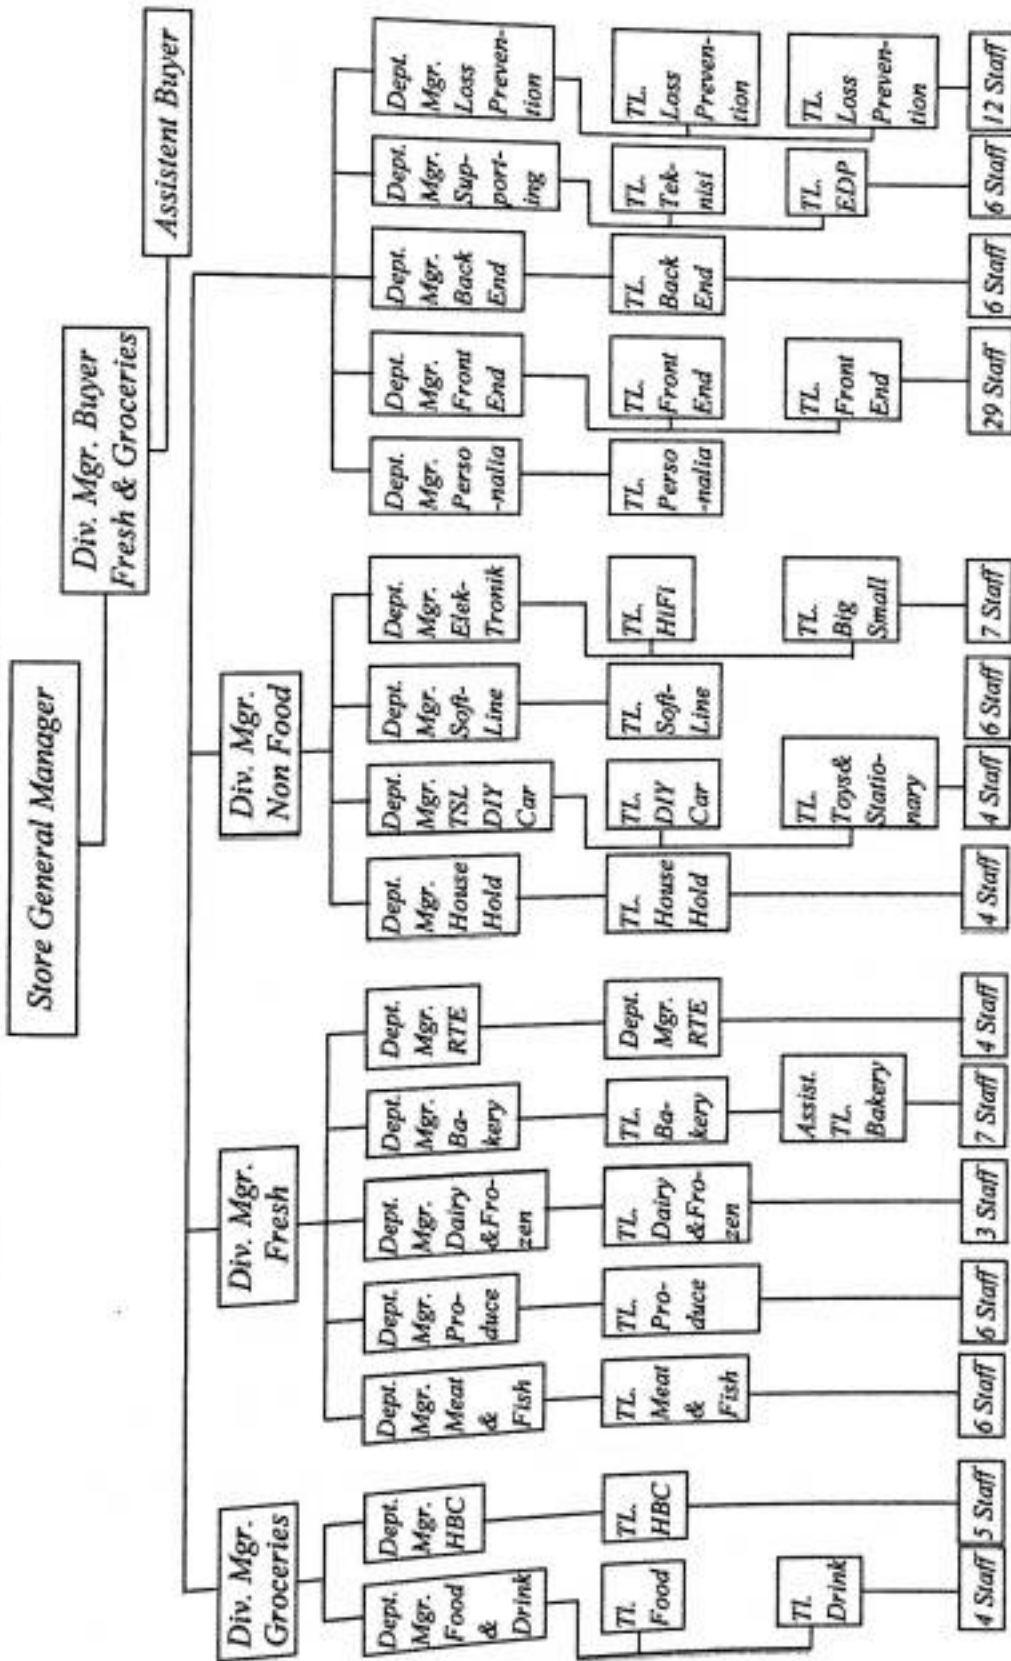 Store General Manager
Div. Mgr. Buyer
Fresh & Groceries
Assistent Buyer
Div. Mgr.
Groceries
Div. Mgr.
Fresh
Div. Mgr.
Non Food
Dept.
Mgr.
Food
&
Drink
Dept.
Mgr.
HBC
Dept.
Mgr.
Meat
&
Fish
Dept.
Mgr.
Pro-
duce
Dept.
Mgr.
Dairy
&Fro-
zen
Dept.
Mgr.
Ba-
kery
Dept.
Mgr.
RTE
Dept.
Mgr.
House
Hold
Dept.
Mgr.
TSL
DIY
Car
Dept.
Mgr.
Soft-
Line
Dept.
Mgr.
Elek-
Tronik
Dept.
Mgr.
Perso
-nalia
Dept.
Mgr.
Front
End
Dept.
Mgr.
Back
End
Dept.
Mgr.
Sup-
port-
ing
Dept.
Mgr.
Loss
Preven-
tion
Tl.
Food
TL.
HBC
TL.
Meat
&
Fish
TL.
Pro-
duce
TL.
Dairy
&Fro-
zen
TL.
Ba-
kery
Dept.
Mgr.
RTE
TL.
House
Hold
TL.
DIY
Car
TL.
Soft-
Line
TL.
HiFi
TL.
Perso
-nalia
TL.
Front
End
TL.
Back
End
TL.
Tek-
nisi
TL.
Loss
Preven-
tion
Tl.
Drink
Assist.
TL.
Bakery
TL.
Toys&
Statio-
nary
TL.
Big
Small
TL.
Front
End
TL.
EDP
TL.
Loss
Preven-
tion
4 Staff
5 Staff
6 Staff
6 Staff
3 Staff
7 Staff
4 Staff
4 Staff
4 Staff
6 Staff
7 Staff
29 Staff
6 Staff
6 Staff
12 Staff